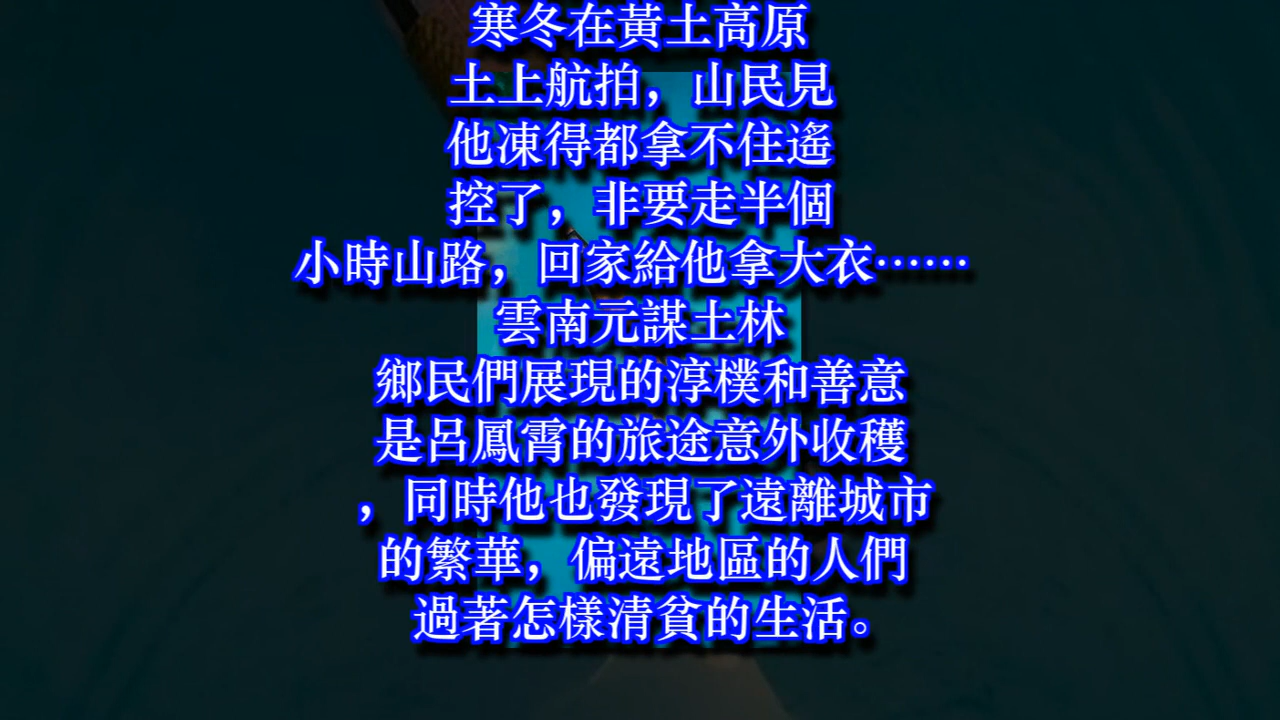 寒冬在黃土高原
土上航拍，山民見
他凍得都拿不住遙
控了，非要走半個
小時山路，回家給他拿大衣……
雲南元謀土林
鄉民們展現的淳樸和善意
是呂鳳霄的旅途意外收穫
，同時他也發現了遠離城市
的繁華，偏遠地區的人們
過著怎樣清貧的生活。